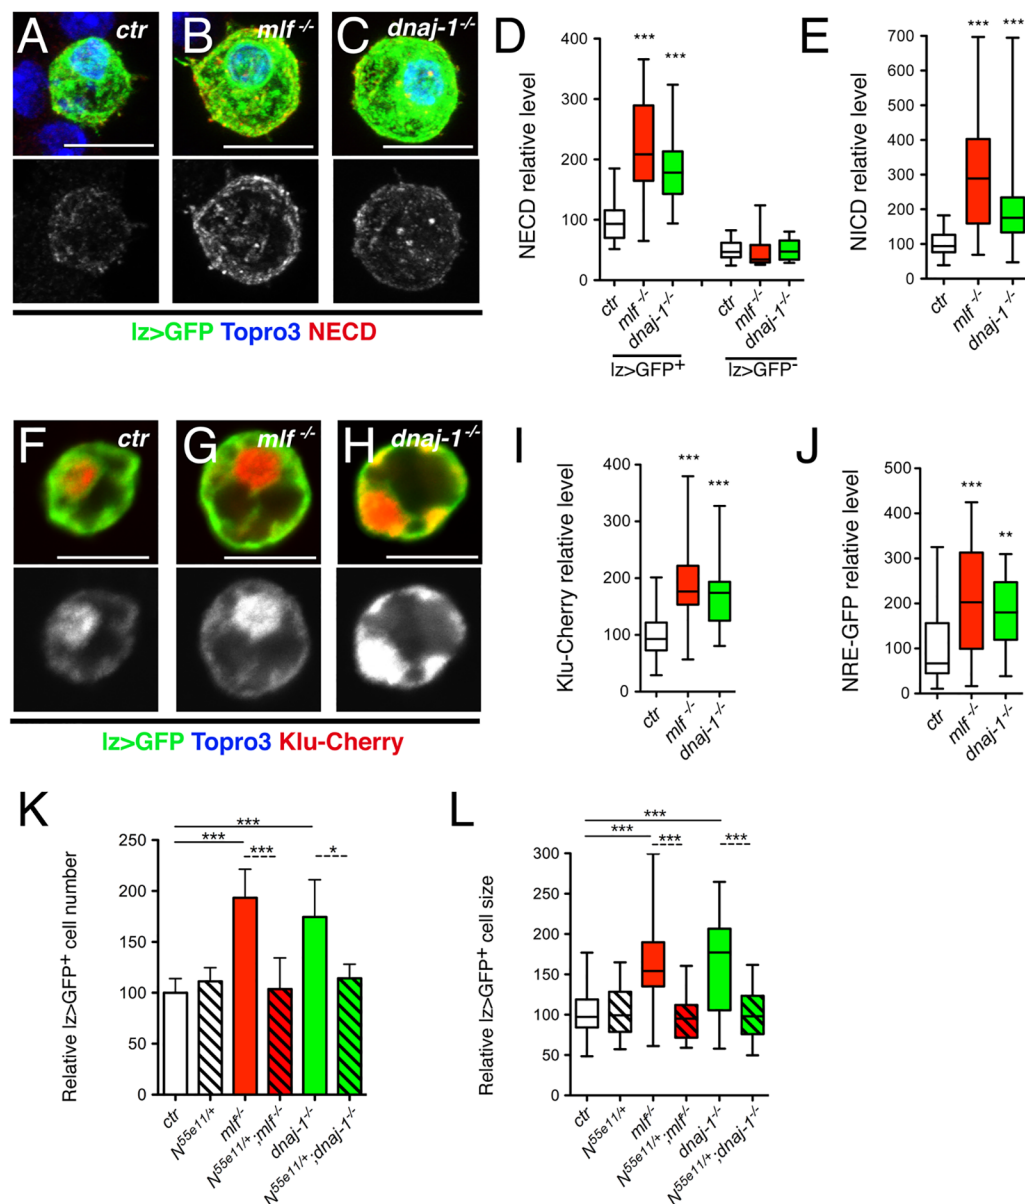 A ctr
B mlf -/-
C dnaj-1-/-
lz>GFP Topro3 NECD
D
NECD relative level
400
300
200
100
0
*** ***
ctr mlf -/- dnaj-1-/- ctr mlf -/- dnaj-1-/-
lz>GFP+ lz>GFP-
E
NICD relative level
700
600
500
400
300
200
100
0
*** ***
ctr mlf -/- dnaj-1-/-
F ctr
G mlf -/-
H dnaj-1-/-
lz>GFP Topro3 Klu-Cherry
I
Klu-Cherry relative level
400
300
200
100
0
*** ***
ctr mlf -/- dnaj-1-/-
J
NRE-GFP relative level
500
400
300
200
100
0
*** **
ctr mlf -/- dnaj-1-/-
K
Relative lz>GFP+ cell number
250
200
150
100
50
0
***
***
*** *
ctr
N55e11/+
mlf-/-
N55e11/+;mlf-/-
dnaj-1-/-
N55e11/+
;dnaj-1-/-
L
Relative lz>GFP+ cell size
300
250
200
150
100
50
0
***
***
*** ***
ctr
N55e11/+
mlf-/-
N55e11/+;mlf-/-
dnaj-1-/-
N55e11/+
;dnaj-1-/-